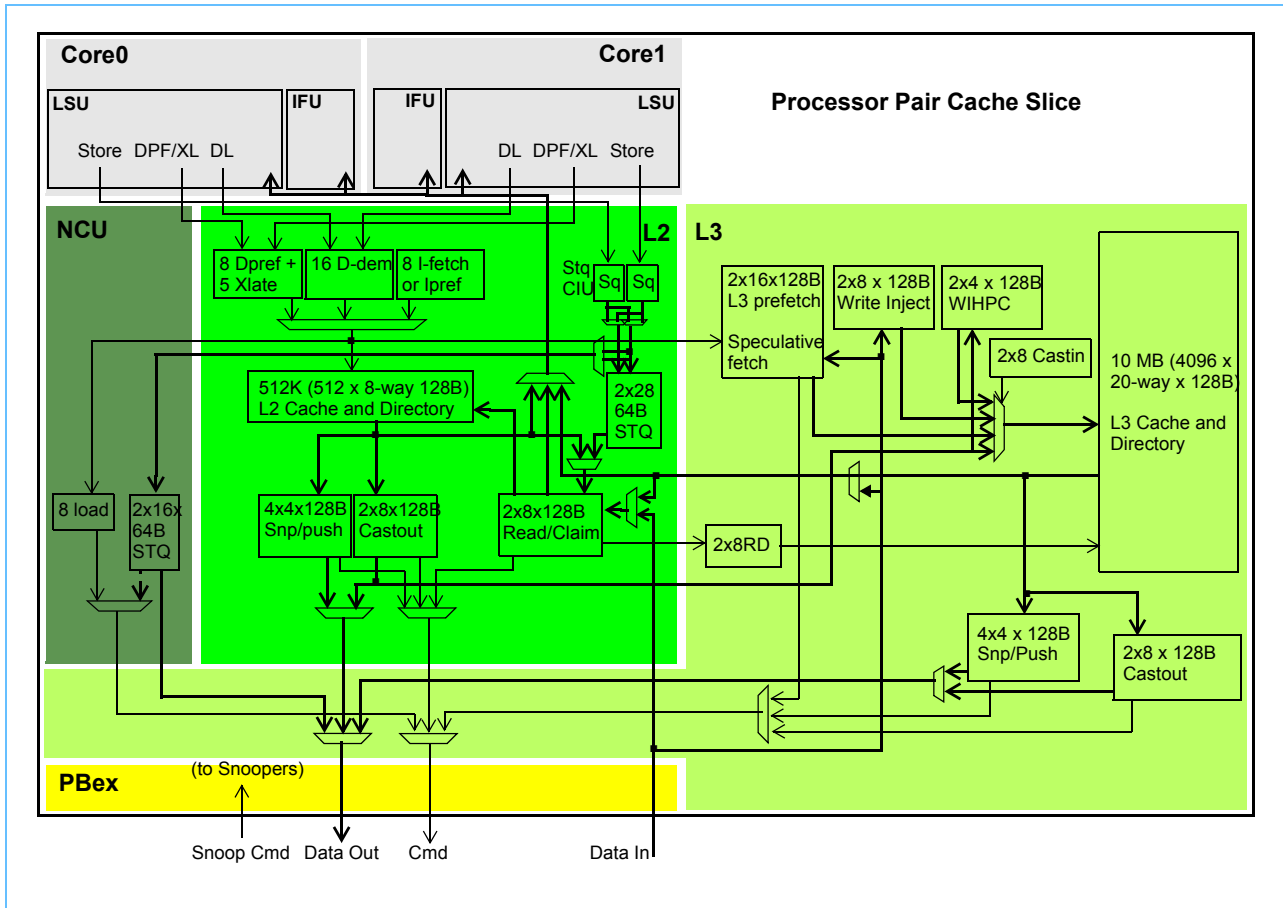 Core0
Core1
Processor Pair Cache Slice
LSU
IFU
IFU
LSU
Store DPF/XL DL
DL DPF/XL Store
NCU
L2
L3
8 Dpref +
5 Xlate
16 D-dem
8 I-fetch
or Ipref
Stq
CIU
Sq
Sq
2x16x128B
L3 prefetch
Speculative
fetch
2x8 x 128B
Write Inject
2x4 x 128B
WIHPC
2x8 Castin
10 MB (4096 x
20-way x 128B)
L3 Cache and
Directory
512K (512 x 8-way 128B)
L2 Cache and Directory
2x28
64B
STQ
8 load
2x16x
64B
STQ
4x4x128B
Snp/push
2x8x128B
Castout
2x8x128B
Read/Claim
2x8RD
4x4 x 128B
Snp/Push
2x8 x 128B
Castout
(to Snoopers)
PBex
Snoop Cmd
Data Out
Cmd
Data In